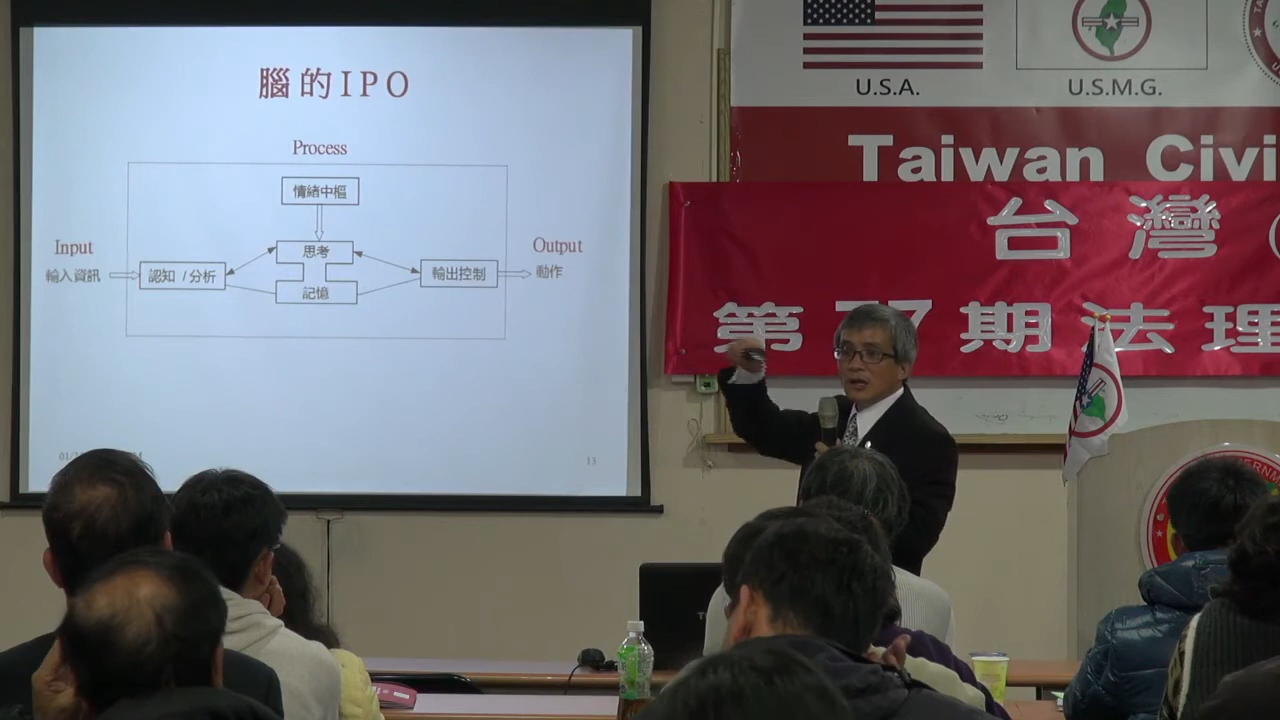 腦的IPO
Process
情緒中樞
Input
思考
Output
輸入資訊
認知 / 分析
輸出控制
動作
記憶
13
U.S.A.
U.S.M.G.
Taiwan Civi
台灣
第77期法理